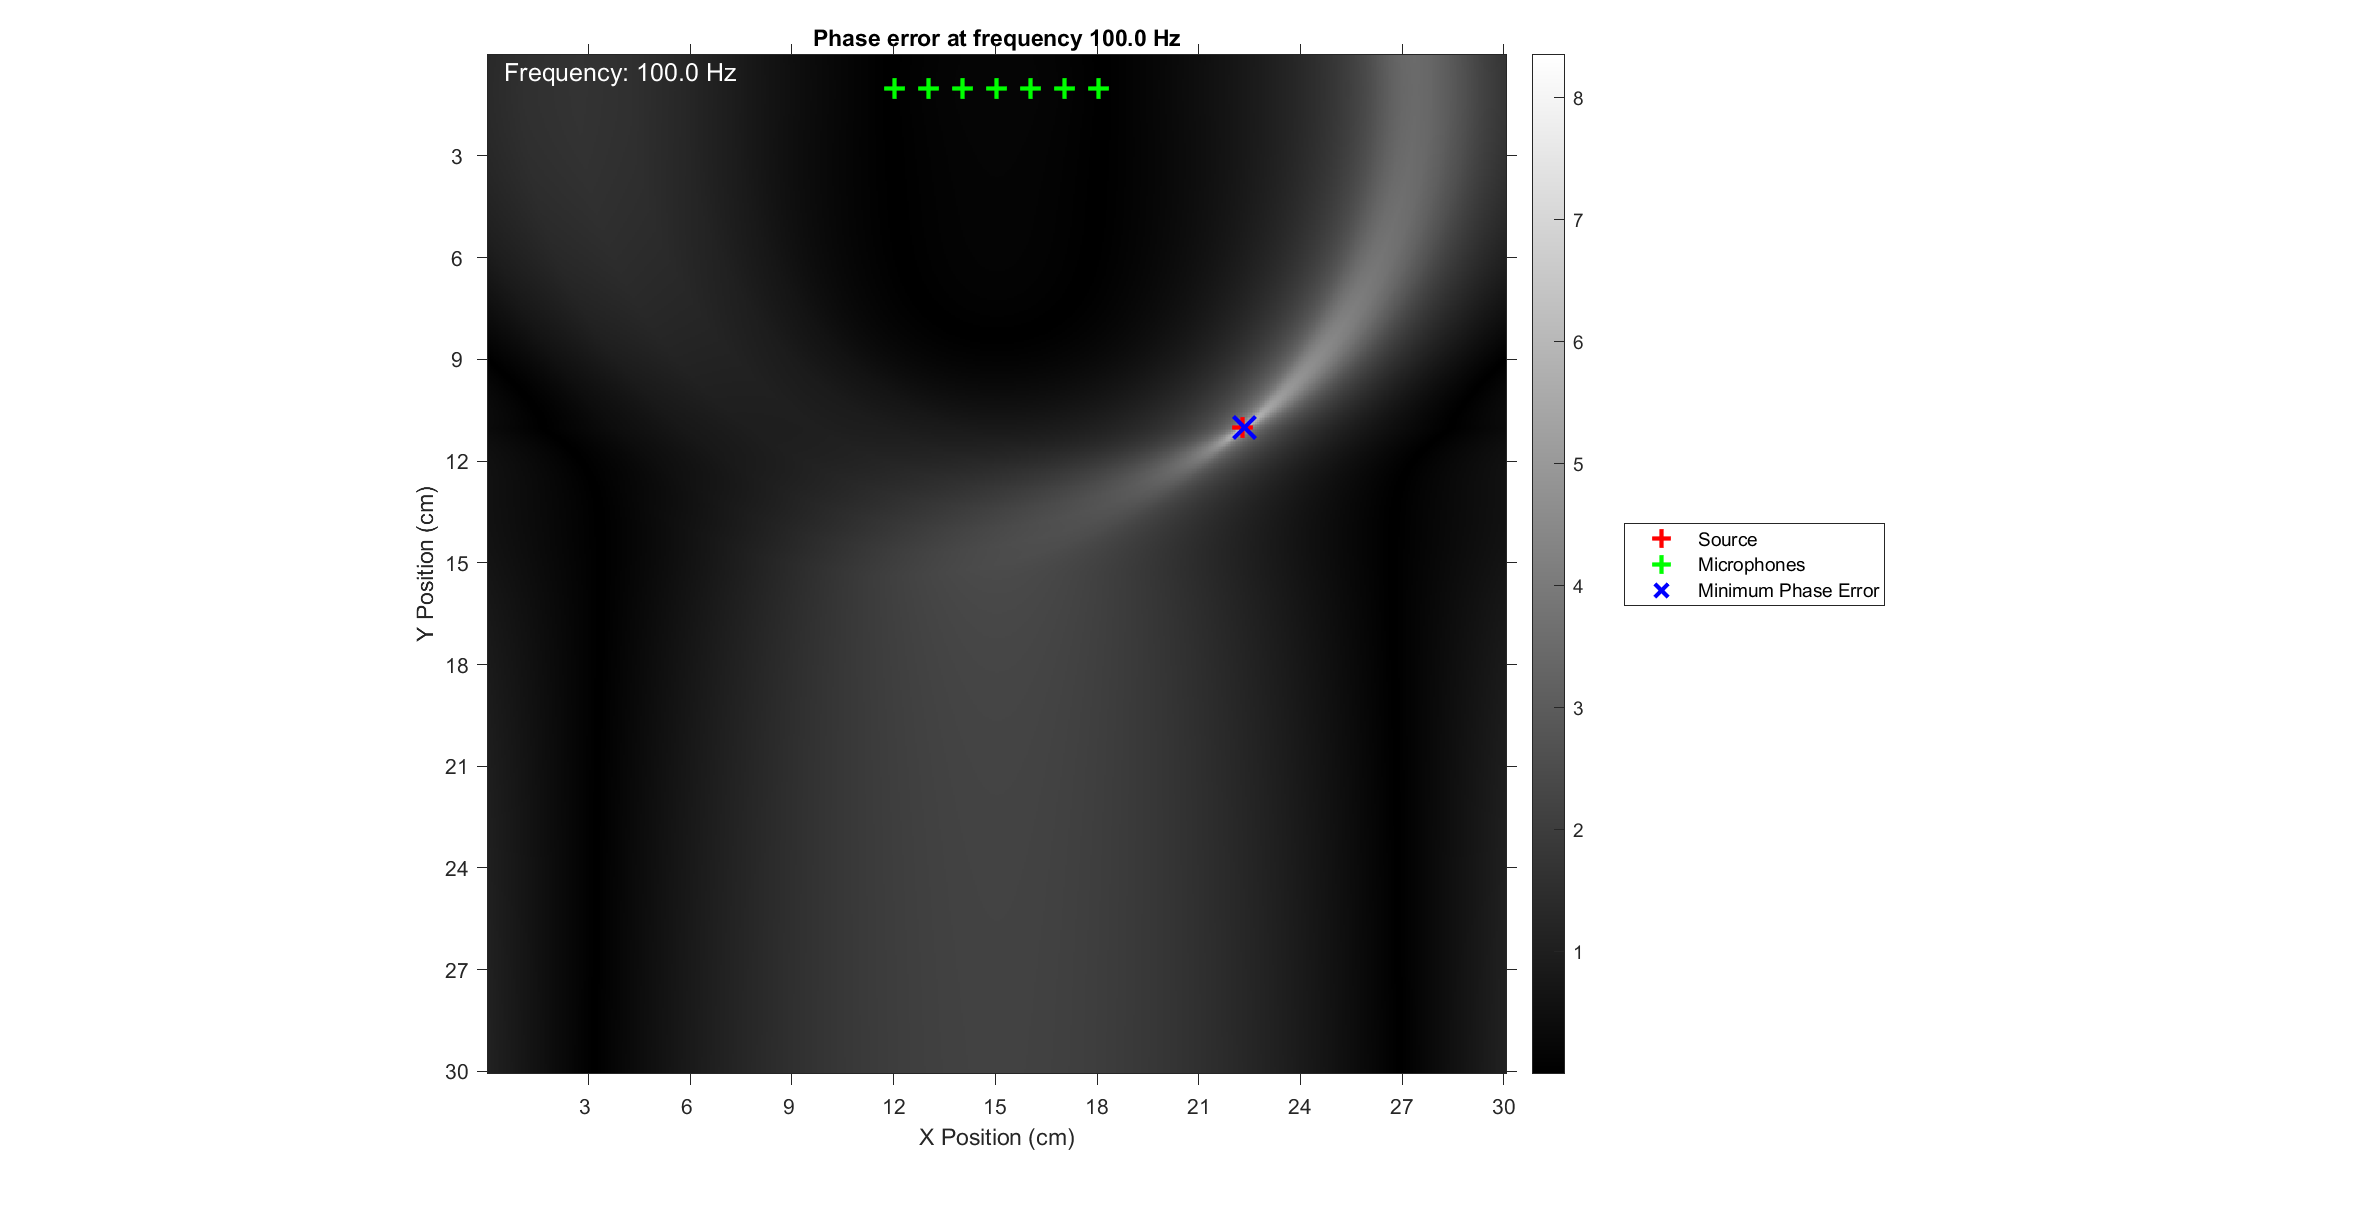 Phase error at frequency 100.0 Hz
Frequency: 100.0 Hz
3
6
9
12
15
18
21
24
27
30
Y Position (cm)
3 6 9 12 15 18 21 24 27 30
X Position (cm)
8
7
6
5
4
3
2
1
Source
Microphones
Minimum Phase Error